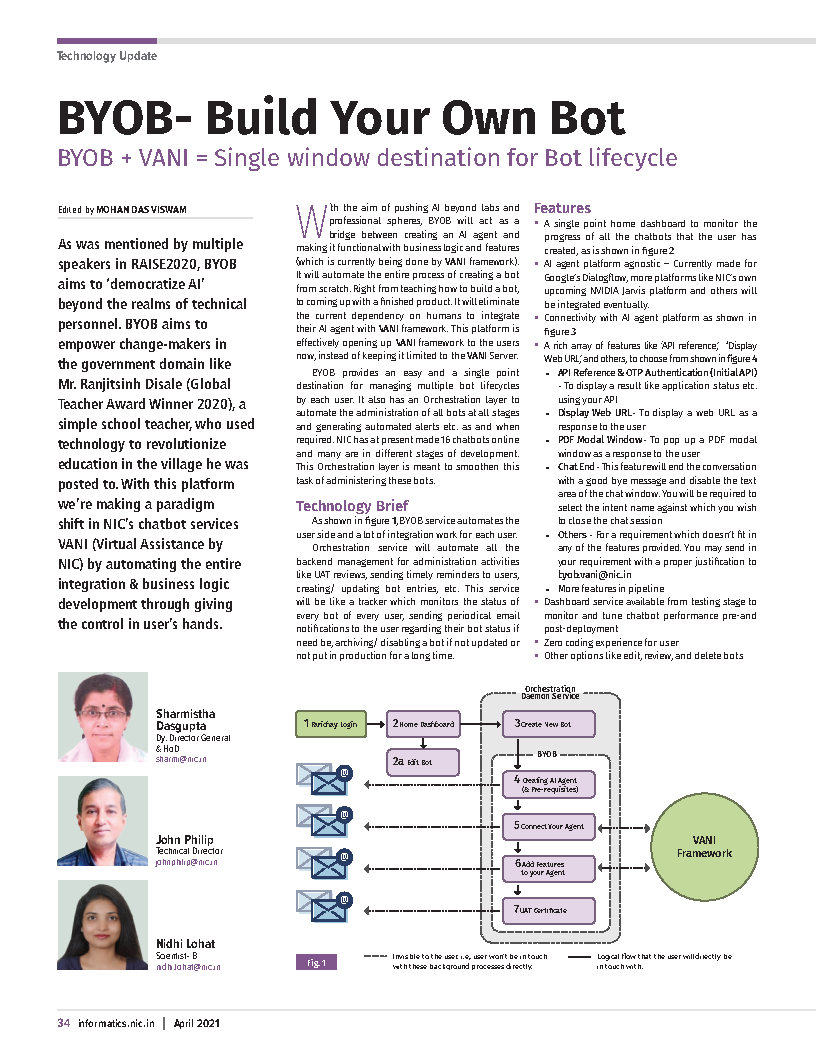 Technology Update
BYOB- Build Your Own Bot
BYOB + VANI = Single window destination for Bot lifecycle
Edited by MOHAN DAS VISWAM
As was mentioned by multiple
speakers in RAISE2020, BYOB
aims to ‘democratize AI’
beyond the realms of technical
personnel. BYOB aims to
empower change-makers in
the government domain like
Mr. Ranjitsinh Disale (Global
Teacher Award Winner 2020), a
simple school teacher, who used
technology to revolutionize
education in the village he was
posted to. With this platform
we’re making a paradigm
shift in NIC’s chatbot services
VANI (Virtual Assistance by
NIC) by automating the entire
integration & business logic
development through giving
the control in user’s hands.
Sharmistha
Dasgupta
Dy. Director General
& HoD
sharmi@nic.in
John Philip
Technical Director
johnphilip@nic.in
Nidhi Lohat
Scientist- B
nidhi.lohat@nic.in
With the aim of pushing AI beyond labs and
professional spheres, BYOB will act as a
bridge between creating an AI agent and
making it functional with business logic and features
(which is currently being done by VANI framework).
It will automate the entire process of creating a bot
from scratch. Right from teaching how to build a bot,
to coming up with a finished product. It will eliminate
the current dependency on humans to integrate
their AI agent with VANI framework. This platform is
effectively opening up VANI framework to the users
now, instead of keeping it limited to the VANI Server.
BYOB provides an easy and a single point
destination for managing multiple bot lifecycles
by each user. It also has an Orchestration layer to
automate the administration of all bots at all stages
and generating automated alerts etc. as and when
required. NIC has at present made 16 chatbots online
and many are in different stages of development.
This Orchestration layer is meant to smoothen this
task of administering these bots.
Technology Brief
As shown in figure 1, BYOB service automates the
user side and a lot of integration work for each user.
Orchestration service will automate all the
backend management for administration activities
like UAT reviews, sending timely reminders to users,
creating/ updating bot entries, etc. This service
will be like a tracker which monitors the status of
every bot of every user, sending periodical email
notifications to the user regarding their bot status if
need be, archiving/ disabling a bot if not updated or
not put in production for a long time.
Features
• A single point home dashboard to monitor the
progress of all the chatbots that the user has
created, as is shown in figure 2
• AI agent platform agnostic – Currently made for
Google’s Dialogflow, more platforms like NIC’s own
upcoming NVIDIA Jarvis platform and others will
be integrated eventually.
• Connectivity with AI agent platform as shown in
figure 3
• A rich array of features like ‘API reference’, ‘Display
Web URL’, and others, to choose from shown in figure 4
• API Reference & OTP Authentication (Initial API)
- To display a result like application status etc.
using your API
• Display Web URL- To display a web URL as a
response to the user
• PDF Modal Window- To pop up a PDF modal
window as a response to the user
• Chat End - This feature will end the conversation
with a good bye message and disable the text
area of the chat window. You will be required to
select the intent name against which you wish
to close the chat session
• Others - For a requirement which doesn’t fit in
any of the features provided. You may send in
your requirement with a proper justification to
byob.vani@nic.in
• More features in pipeline
• Dashboard service available from testing stage to
monitor and tune chatbot performance pre-and
post-deployment
• Zero coding experience for user
• Other options like edit, review, and delete bots
Orchestration
Daemon Service
1 Parichay Login
2 Home Dashboard
3 Create New Bot
2a Edit Bot
BYOB
4 Creating AI Agent
(& Pre-requisites)
5 Connect Your Agent
6 Add Features
to your Agent
7 UAT Certificate
VANI
Framework
@
@
@
@
Fig. 1
Invisible to the user i.e, user won't be in touch
with these background processes directly.
Logical flow that the user will directly be
in touch with.
34 informatics.nic.in | April 2021